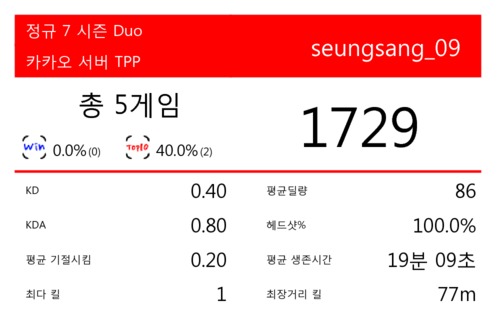 정규 7 시즌 Duo
카카오 서버 TPP
seungsang_09
총 5게임
Win 0.0% (0)
TOP10 40.0% (2)
1729
KD 0.40
평균딜량 86
KDA 0.80
헤드샷% 100.0%
평균 기절시킴 0.20
평균 생존시간 19분 09초
최다 킬 1
최장거리 킬 77m